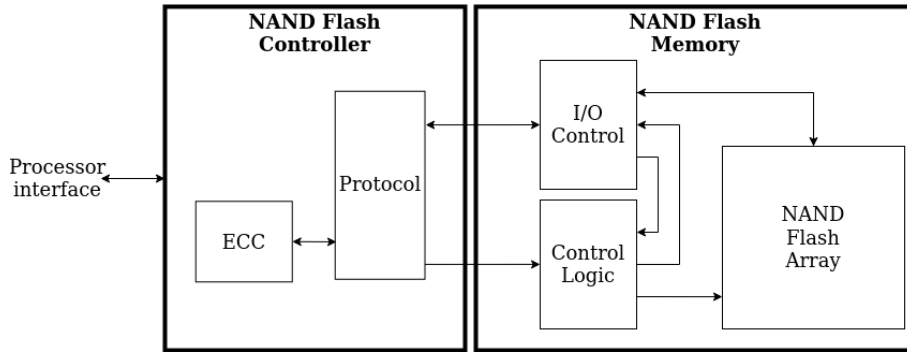 NAND Flash
Controller
NAND Flash
Memory
Processor
interface
ECC
Protocol
I/O
Control
Control
Logic
NAND
Flash
Array